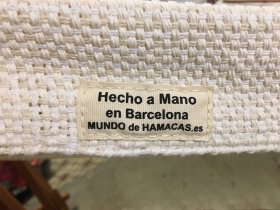 Hecho a Mano
en Barcelona
MUNDO de HAMACAS.es